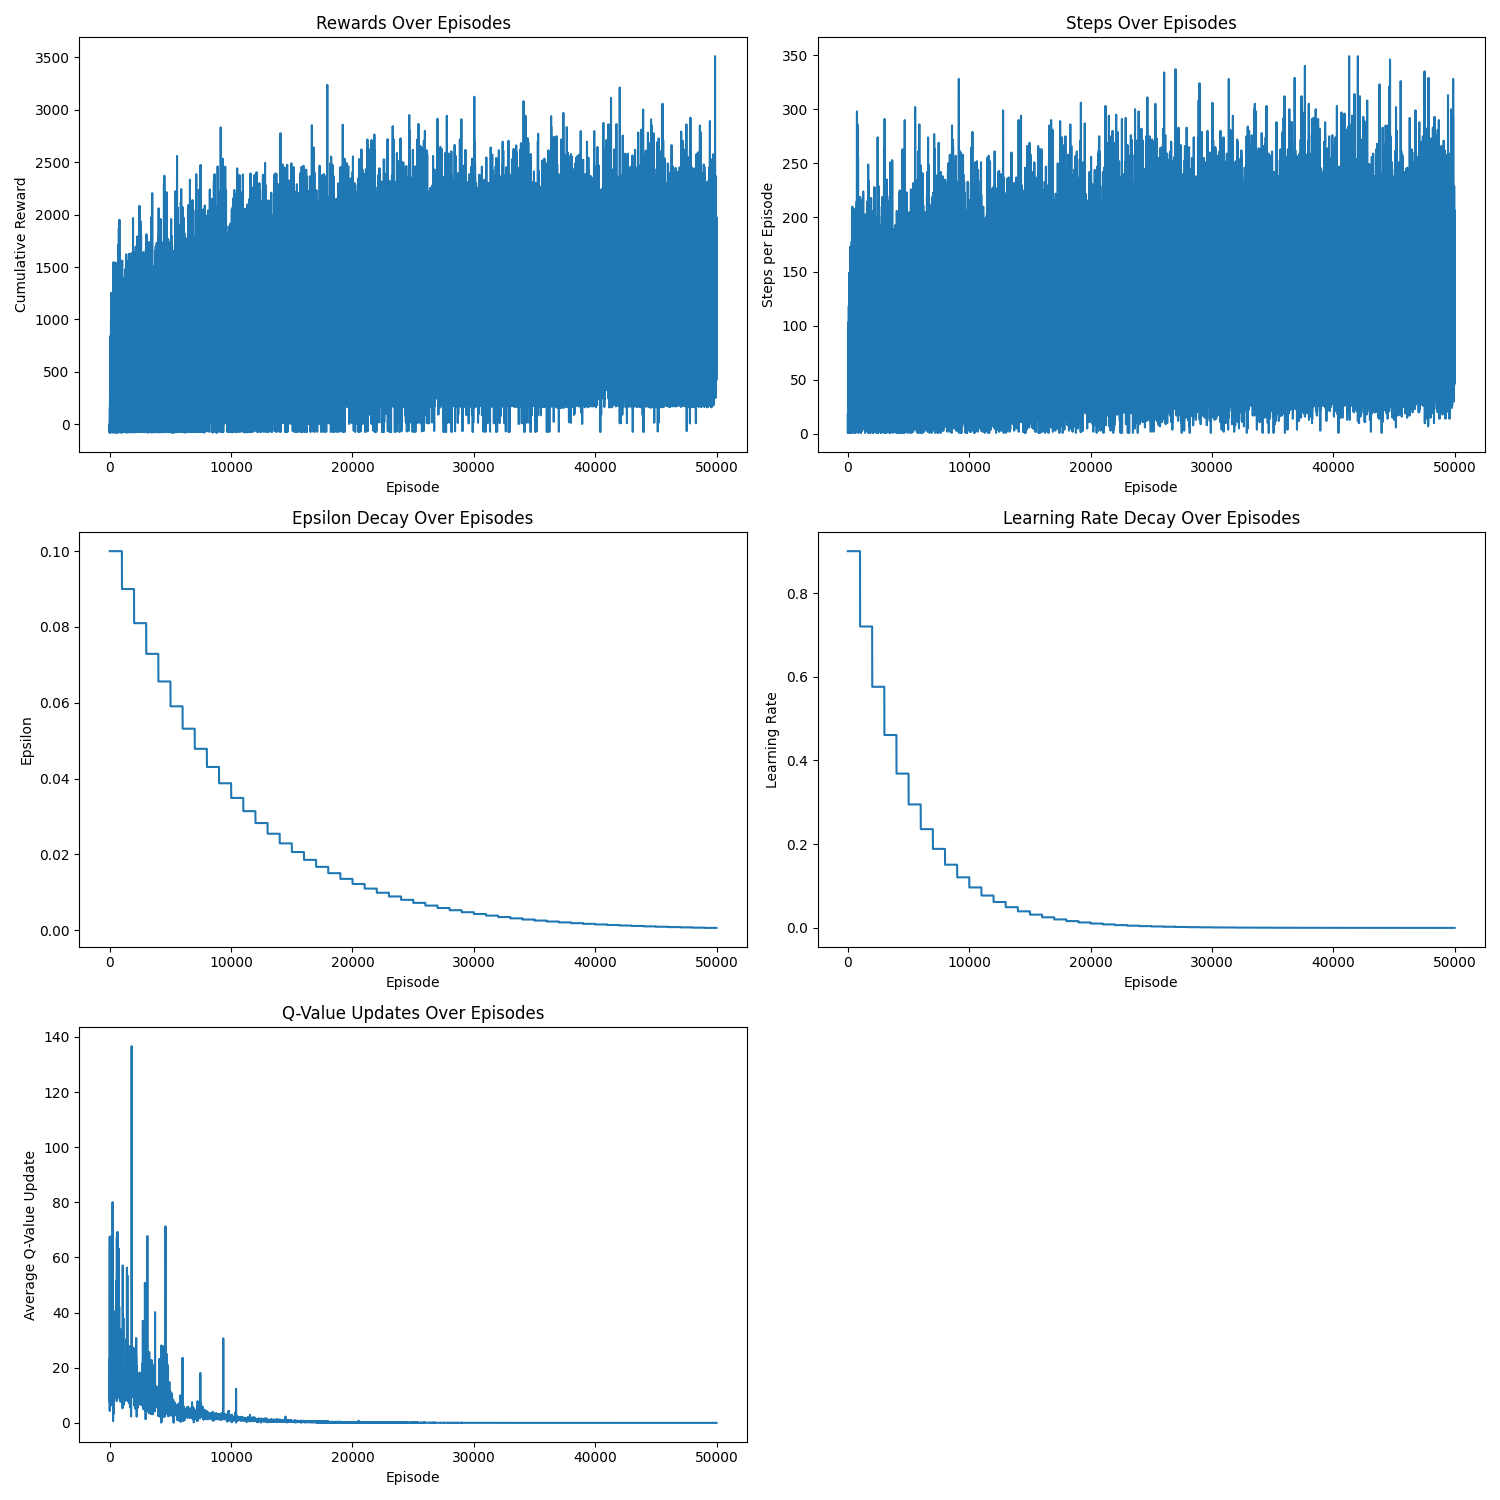 Rewards Over Episodes
Cumulative Reward
3500
3000
2500
2000
1500
1000
500
0
0 10000 20000 30000 40000 50000
Episode
Steps Over Episodes
Steps per Episode
350
300
250
200
150
100
50
0
0 10000 20000 30000 40000 50000
Episode
Epsilon Decay Over Episodes
Epsilon
0.10
0.08
0.06
0.04
0.02
0.00
0 10000 20000 30000 40000 50000
Episode
Learning Rate Decay Over Episodes
Learning Rate
0.8
0.6
0.4
0.2
0.0
0 10000 20000 30000 40000 50000
Episode
Q-Value Updates Over Episodes
Average Q-Value Update
140
120
100
80
60
40
20
0
0 10000 20000 30000 40000 50000
Episode